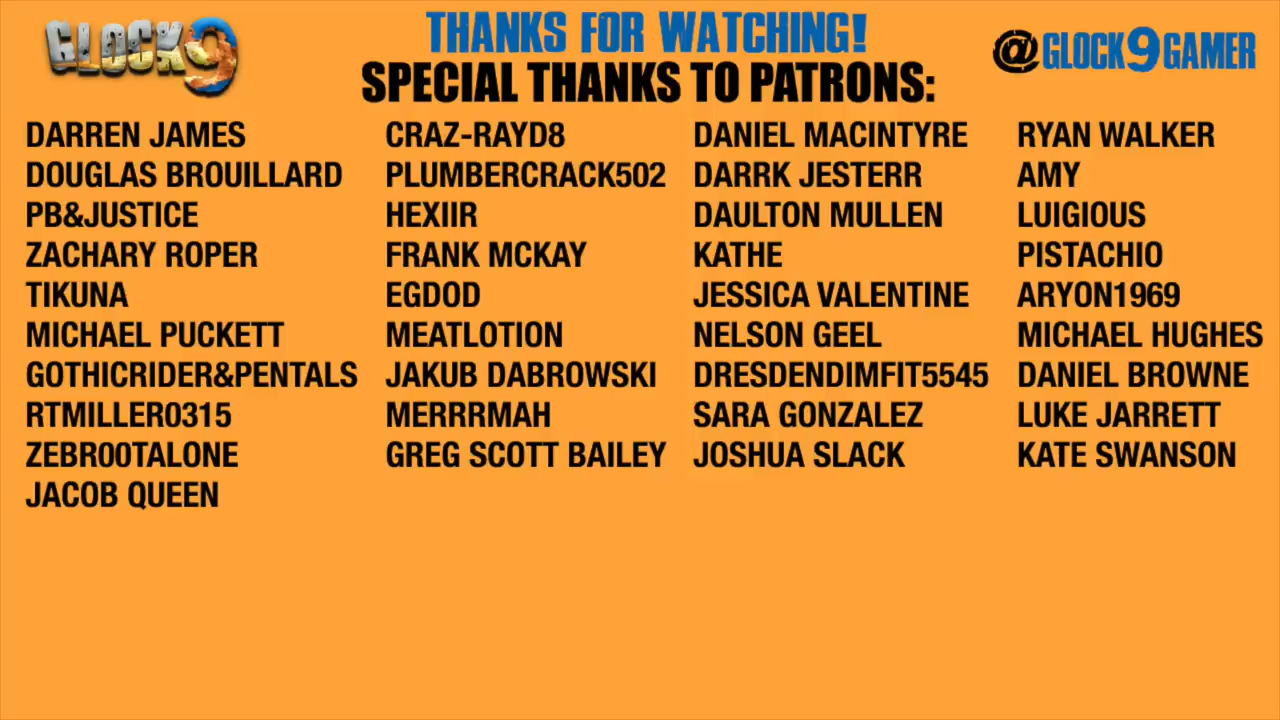 GLOCK9
THANKS FOR WATCHING!
@GLOCK9GAMER
SPECIAL THANKS TO PATRONS:
DARREN JAMES
DOUGLAS BROUILLARD
PB&JUSTICE
ZACHARY ROPER
TIKUNA
MICHAEL PUCKETT
GOTHICRIDER&PENTALS
RTMILLER0315
ZEBR00TALONE
JACOB QUEEN
CRAZ-RAYD8
PLUMBERCRACK502
HEXIIR
FRANK MCKAY
EGDOD
MEATLOTION
JAKUB DABROWSKI
MERRRMAH
GREG SCOTT BAILEY
DANIEL MACINTYRE
DARRK JESTERR
DAULTON MULLEN
KATHE
JESSICA VALENTINE
NELSON GEEL
DRESDENDIMFIT5545
SARA GONZALEZ
JOSHUA SLACK
RYAN WALKER
AMY
LUIGIOUS
PISTACHIO
ARYON1969
MICHAEL HUGHES
DANIEL BROWNE
LUKE JARRETT
KATE SWANSON